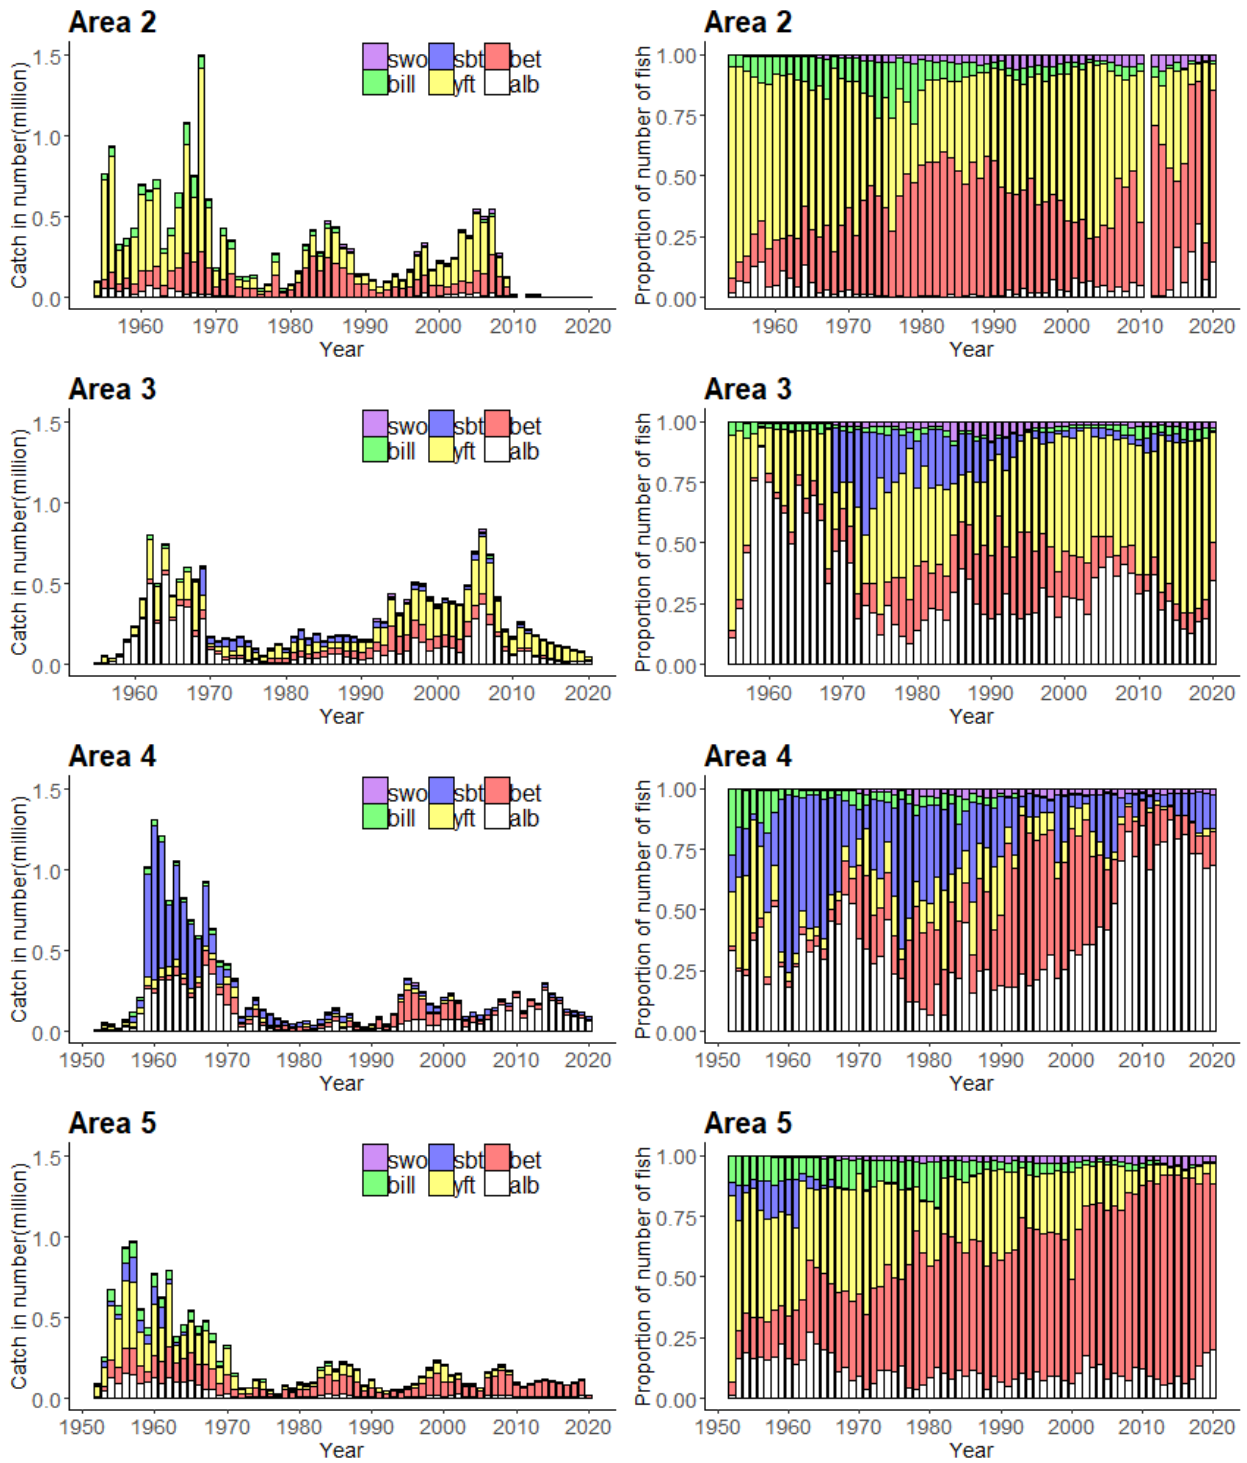 Area 2 Area 2
Catch in number(million) 1.5 1.0 0.5 0.0
swo sbt bet
bill yft alb
Proportion of number of fish 1.00 0.75 0.50 0.25 0.00
1960 1970 1980 1990 2000 2010 2020 1960 1970 1980 1990 2000 2010 2020
Year Year
Area 3 Area 3
Catch in number(million) 1.5 1.0 0.5 0.0
swo sbt bet
bill yft alb
Proportion of number of fish 1.00 0.75 0.50 0.25 0.00
1960 1970 1980 1990 2000 2010 2020 1960 1970 1980 1990 2000 2010 2020
Year Year
Area 4 Area 4
Catch in number(million) 1.5 1.0 0.5 0.0
swo sbt bet
bill yft alb
Proportion of number of fish 1.00 0.75 0.50 0.25 0.00
1950 1960 1970 1980 1990 2000 2010 2020 1950 1960 1970 1980 1990 2000 2010 2020
Year Year
Area 5 Area 5
Catch in number(million) 1.5 1.0 0.5 0.0
swo sbt bet
bill yft alb
Proportion of number of fish 1.00 0.75 0.50 0.25 0.00
1950 1960 1970 1980 1990 2000 2010 2020 1950 1960 1970 1980 1990 2000 2010 2020
Year Year